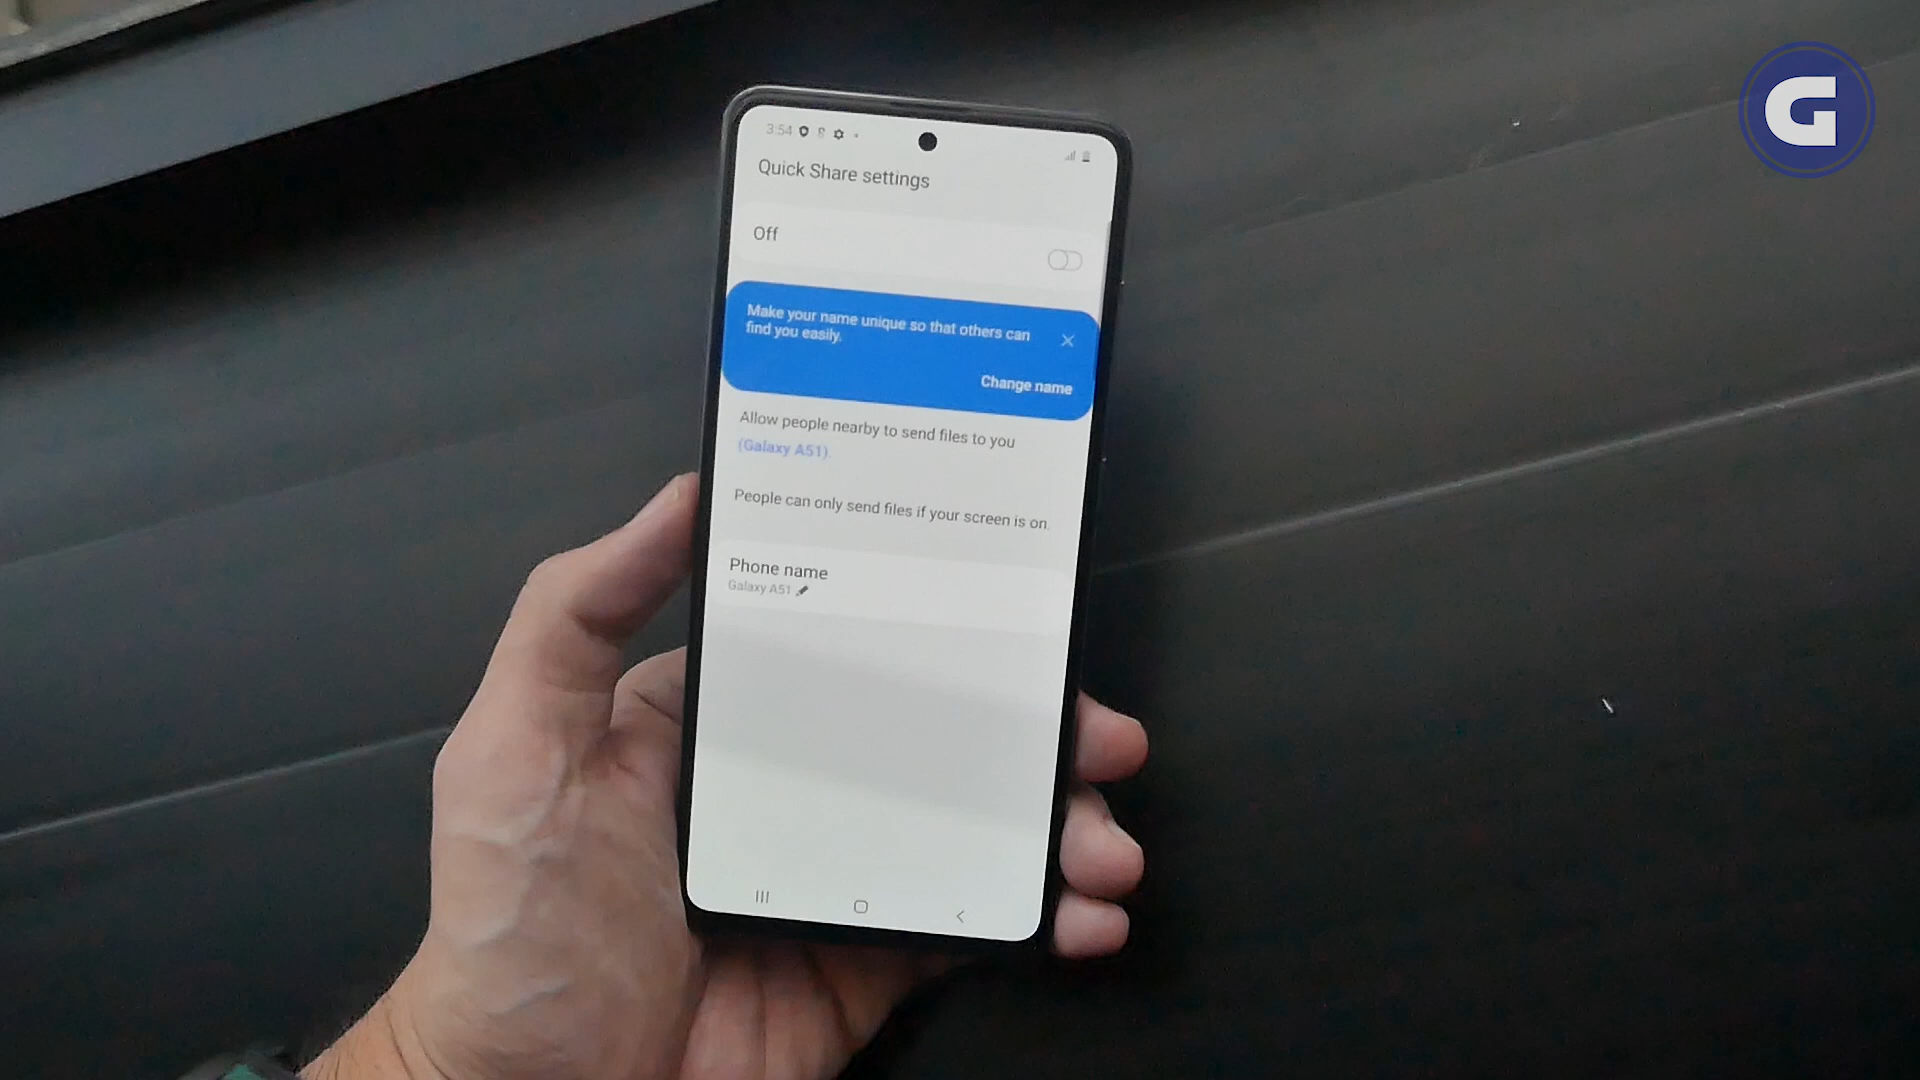 G
3:54
Quick Share settings
Off
Make your name unique so that others can
find you easily.
Change name
Allow people nearby to send files to you
(Galaxy A51).
People can only send files if your screen is on.
Phone name
Galaxy A51